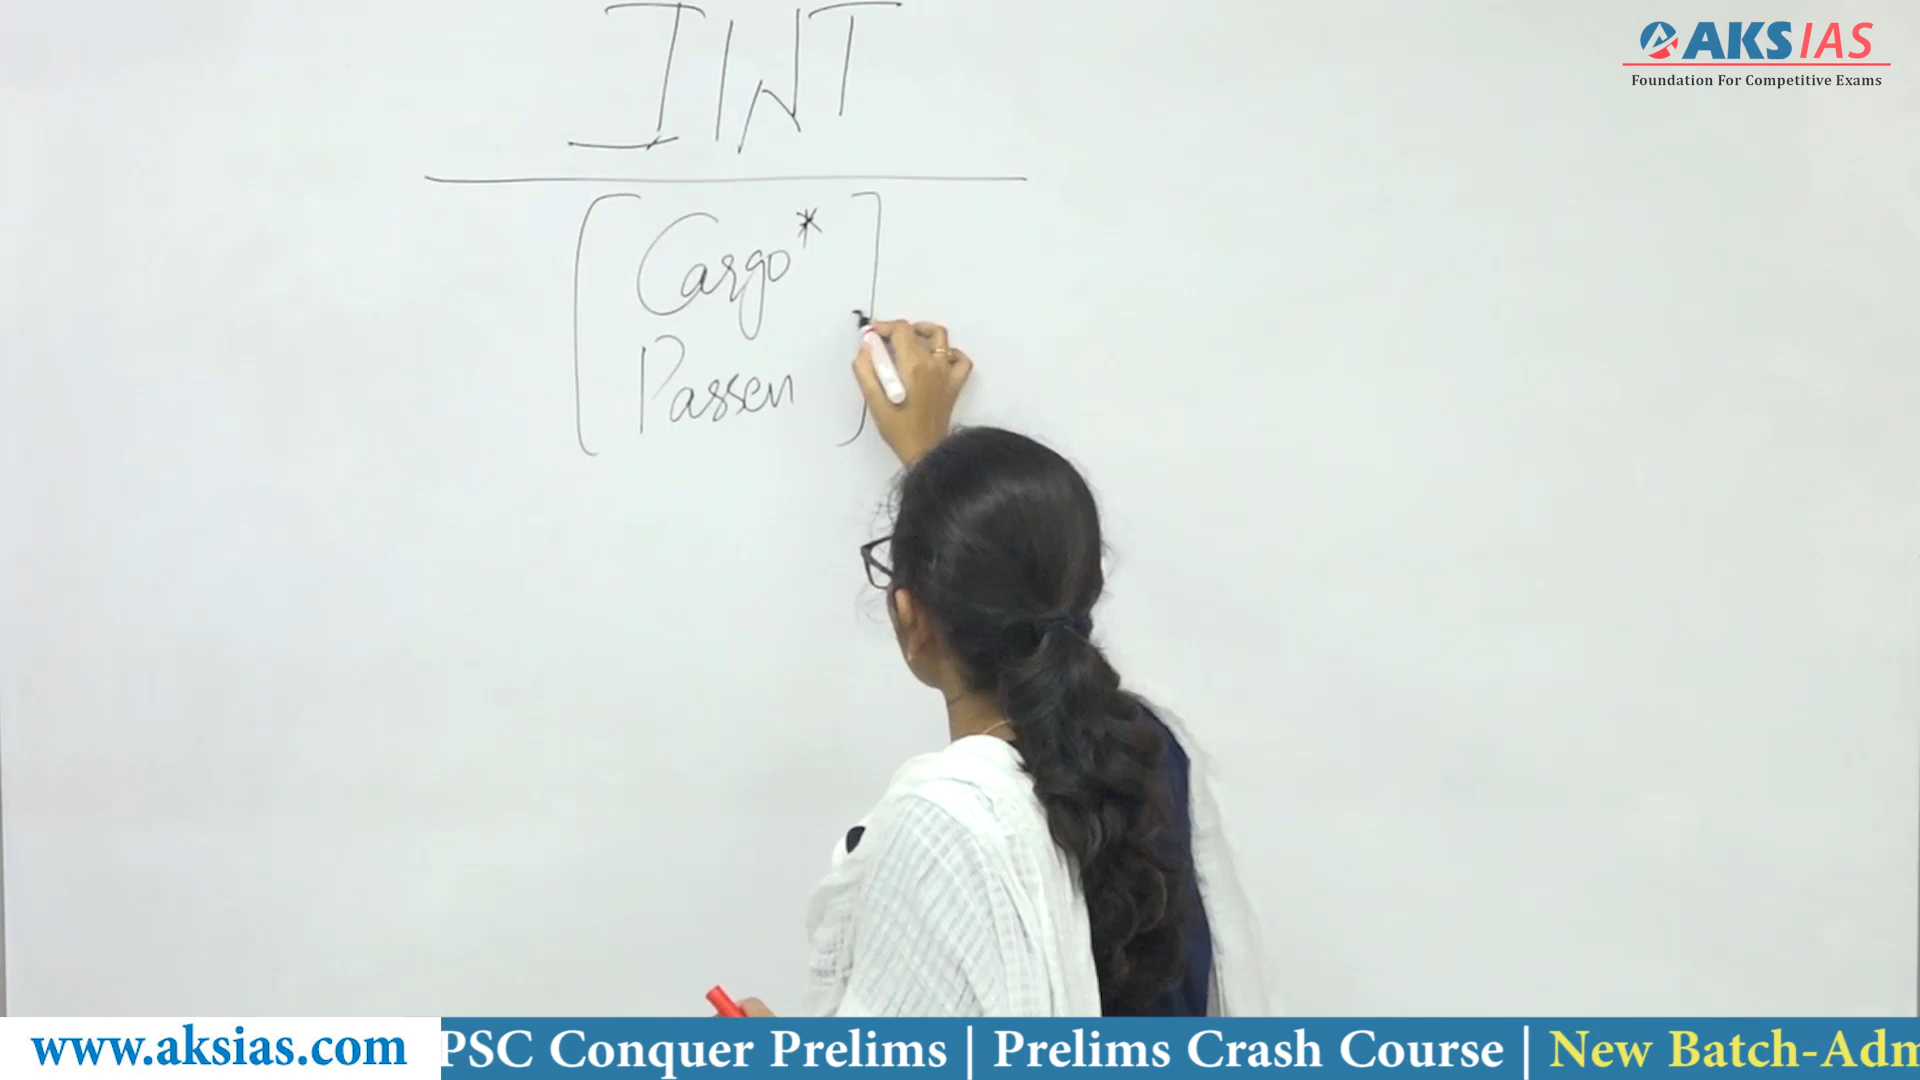 IINT
Cargo*
Passen
AKS IAS
Foundation For Competitive Exams
www.aksias.com
PSC Conquer Prelims | Prelims Crash Course | New Batch-Adm